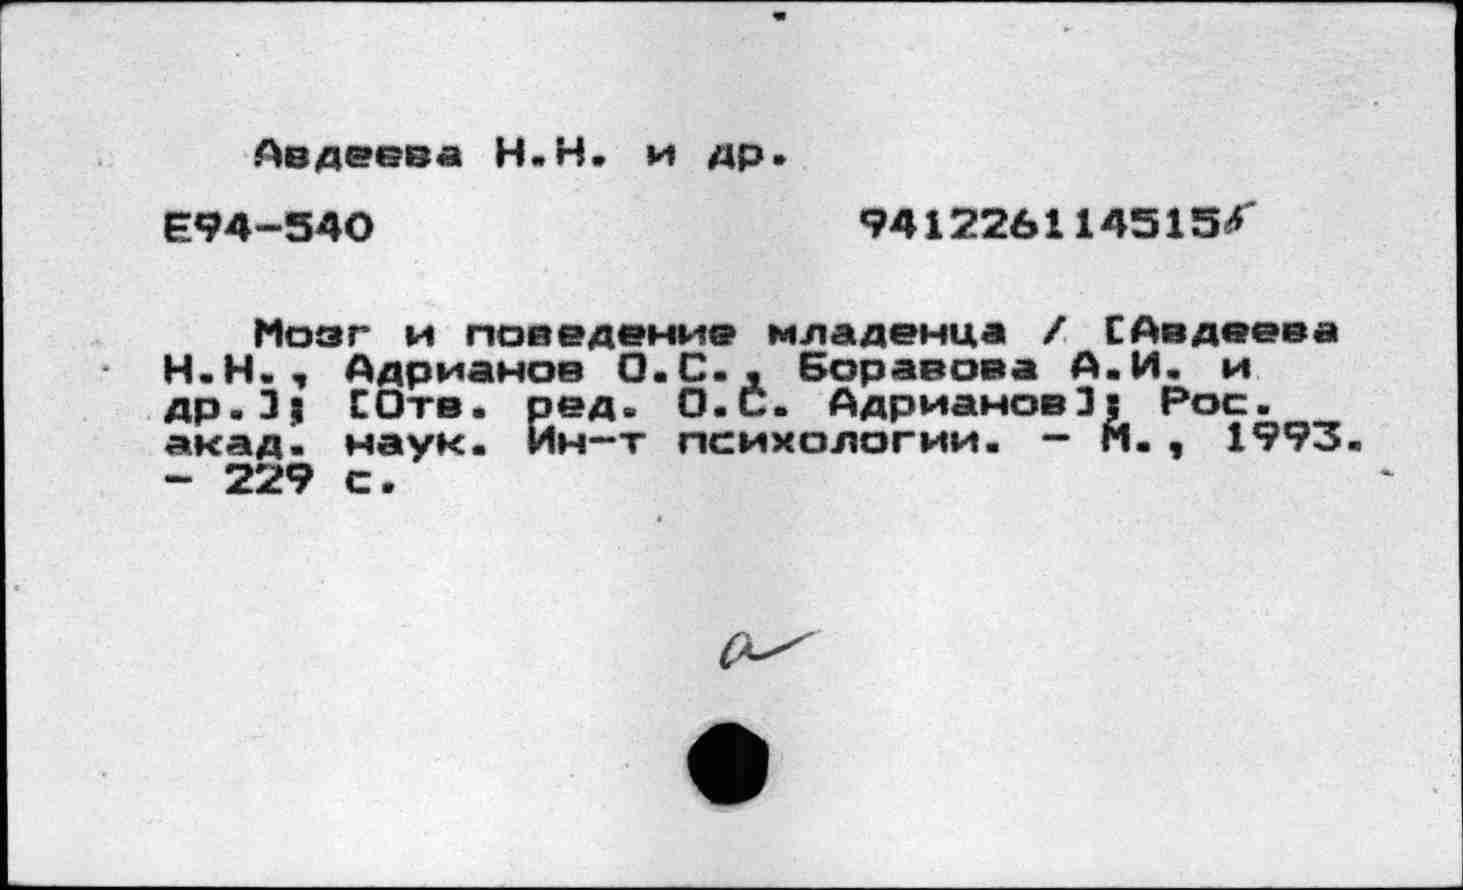 Авдеева Н.Н. и др.
Е94-540 941226114515
Мозг и поведение младенца / [Авдеева
Н.Н., Адрианов О.С., Боравова А.И. и
др.]; [Отв. ред. О.С. Адрианов]; Рос.
акад. наук. Ин-т психологии. - М., 1993.
- 229 с.